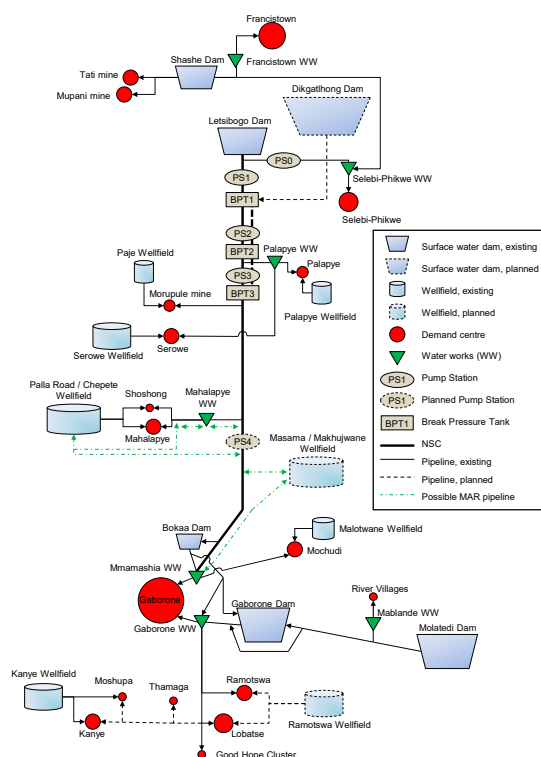 Francistown
Shashe Dam
Francistown WW
Tati mine
Mupani mine
Dikgatlhong Dam
Letsibogo Dam
PS0
PS1
Selebi-Phikwe WW
BPT1
Selebi-Phikwe
PS2
Paje Wellfield
BPT2
Palapye WW
Palapye
PS3
Morupule mine
BPT3
Palapye Wellfield
Serowe
Serowe Wellfield
Palla Road / Chepete
Wellfield
Shoshong
Mahalapye
WW
Mahalapye
PS4
Masama / Makhujwane
Wellfield
Surface water dam, existing
Surface water dam, planned
Wellfield, existing
Wellfield, planned
Demand centre
Water works (WW)
PS1
Pump Station
PS1
Planned Pump Station
BPT1
Break Pressure Tank
NSC
Pipeline, existing
Pipeline, planned
Possible MAR pipeline
Bokaa Dam
Malotwane Wellfield
Mmamashia WW
Mochudi
Gaborone
Gaborone Dam
River Villages
Mablande WW
Gaborone WW
Molatedi Dam
Kanye Wellfield
Moshupa
Thamaga
Ramotswa
Kanye
Lobatse
Ramotswa Wellfield
Good Hope Cluster